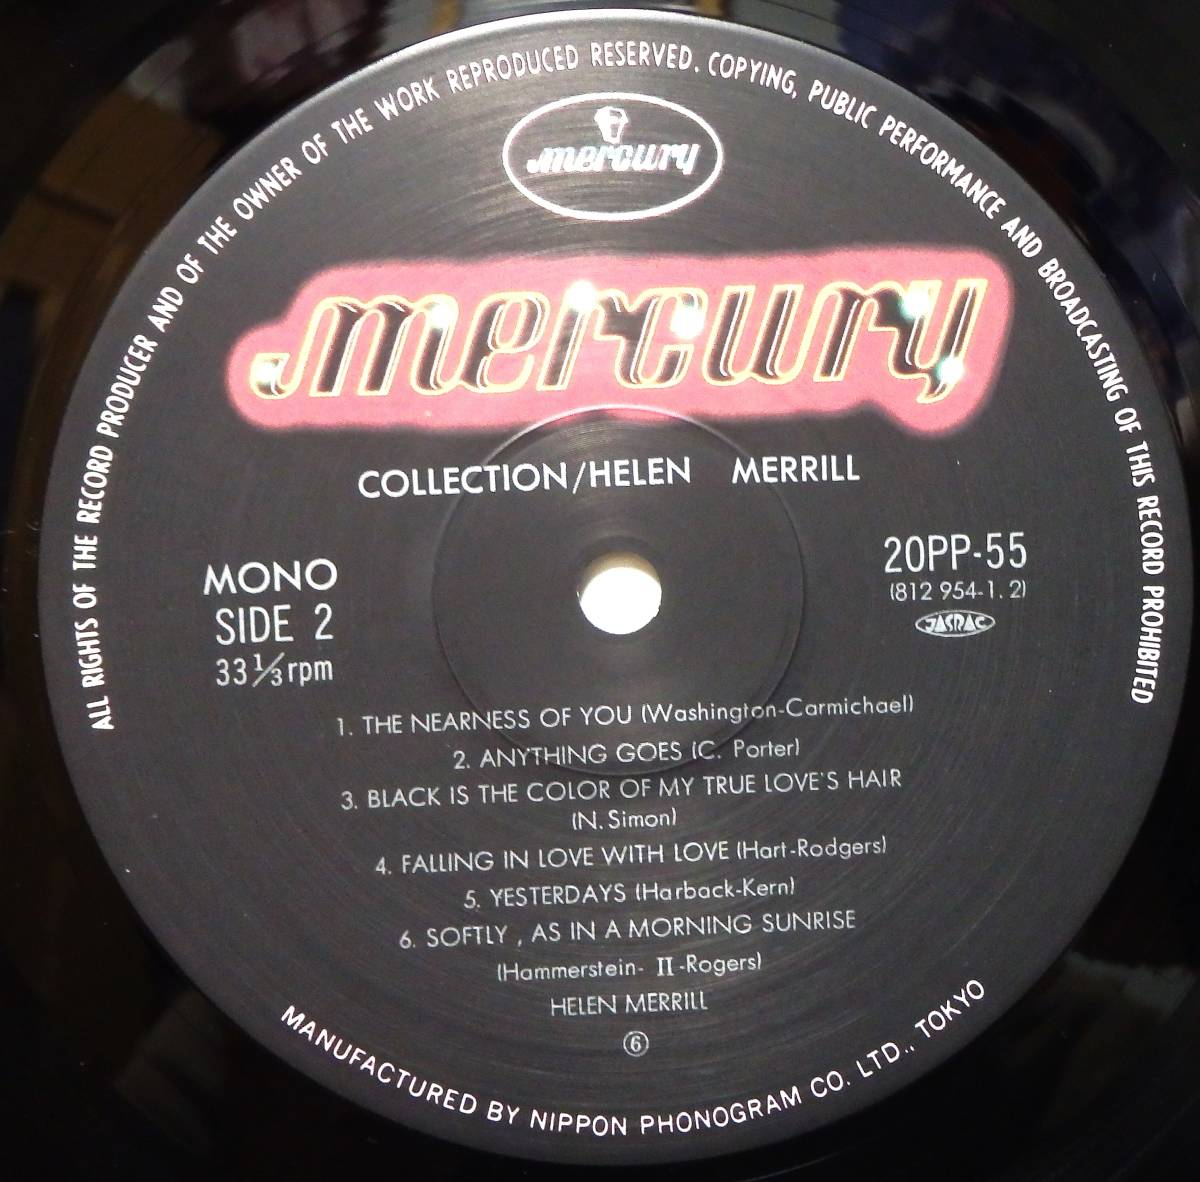 ALL RIGHTS OF THE RECORD PRODUCER AND OF THE OWNER OF THE WORK REPRODUCED RESERVED. COPYING, PUBLIC PERFORMANCE AND BROADCASTING OF THIS RECORD PROHIBITED
mercury
mercury
COLLECTION/HELEN MERRILL
MONO
SIDE 2
33 1/3 rpm
20PP-55
(812 954-1. 2)
JASRAC
1. THE NEARNESS OF YOU (Washington-Carmichael)
2. ANYTHING GOES (C. Porter)
3. BLACK IS THE COLOR OF MY TRUE LOVE'S HAIR
(N. Simon)
4. FALLING IN LOVE WITH LOVE (Hart-Rodgers)
5. YESTERDAYS (Harback-Kern)
6. SOFTLY , AS IN A MORNING SUNRISE
(Hammerstein- II -Rogers)
HELEN MERRILL
⑥
MANUFACTURED BY NIPPON PHONOGRAM CO. LTD., TOKYO